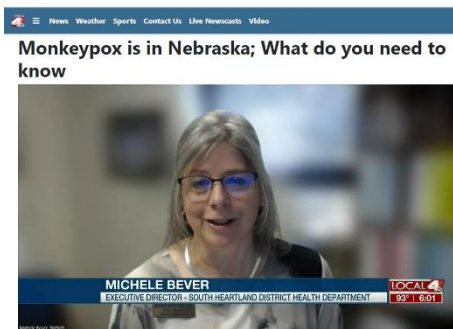 4
News Weather Sports Contact Us Live Newscasts Video
Monkeypox is in Nebraska; What do you need to
know
MICHELE BEVER
EXECUTIVE DIRECTOR - SOUTH HEARTLAND DISTRICT HEALTH DEPARTMENT
LOCAL 4
93° 6:01